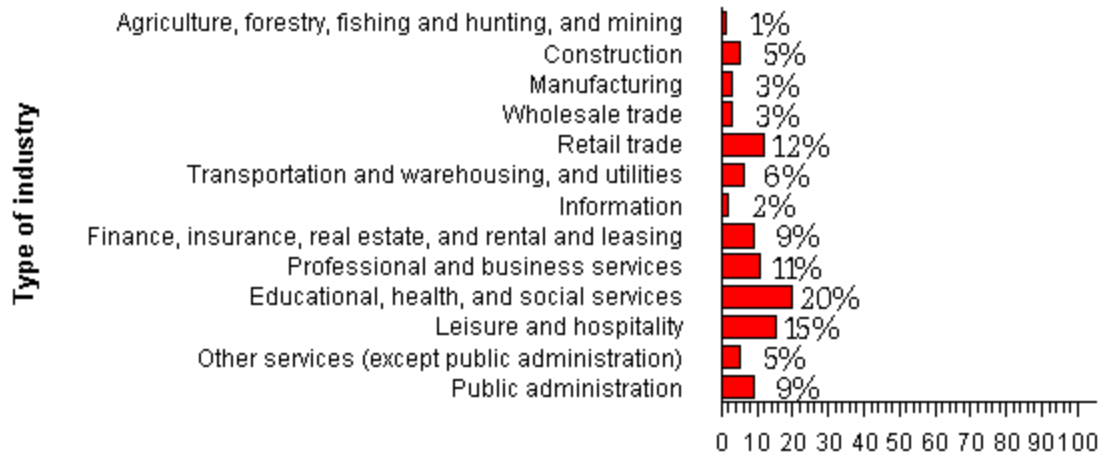 Type of industry
Agriculture, forestry, fishing and hunting, and mining 1%
Construction 5%
Manufacturing 3%
Wholesale trade 3%
Retail trade 12%
Transportation and warehousing, and utilities 6%
Information 2%
Finance, insurance, real estate, and rental and leasing 9%
Professional and business services 11%
Educational, health, and social services 20%
Leisure and hospitality 15%
Other services (except public administration) 5%
Public administration 9%
0 10 20 30 40 50 60 70 80 90 100